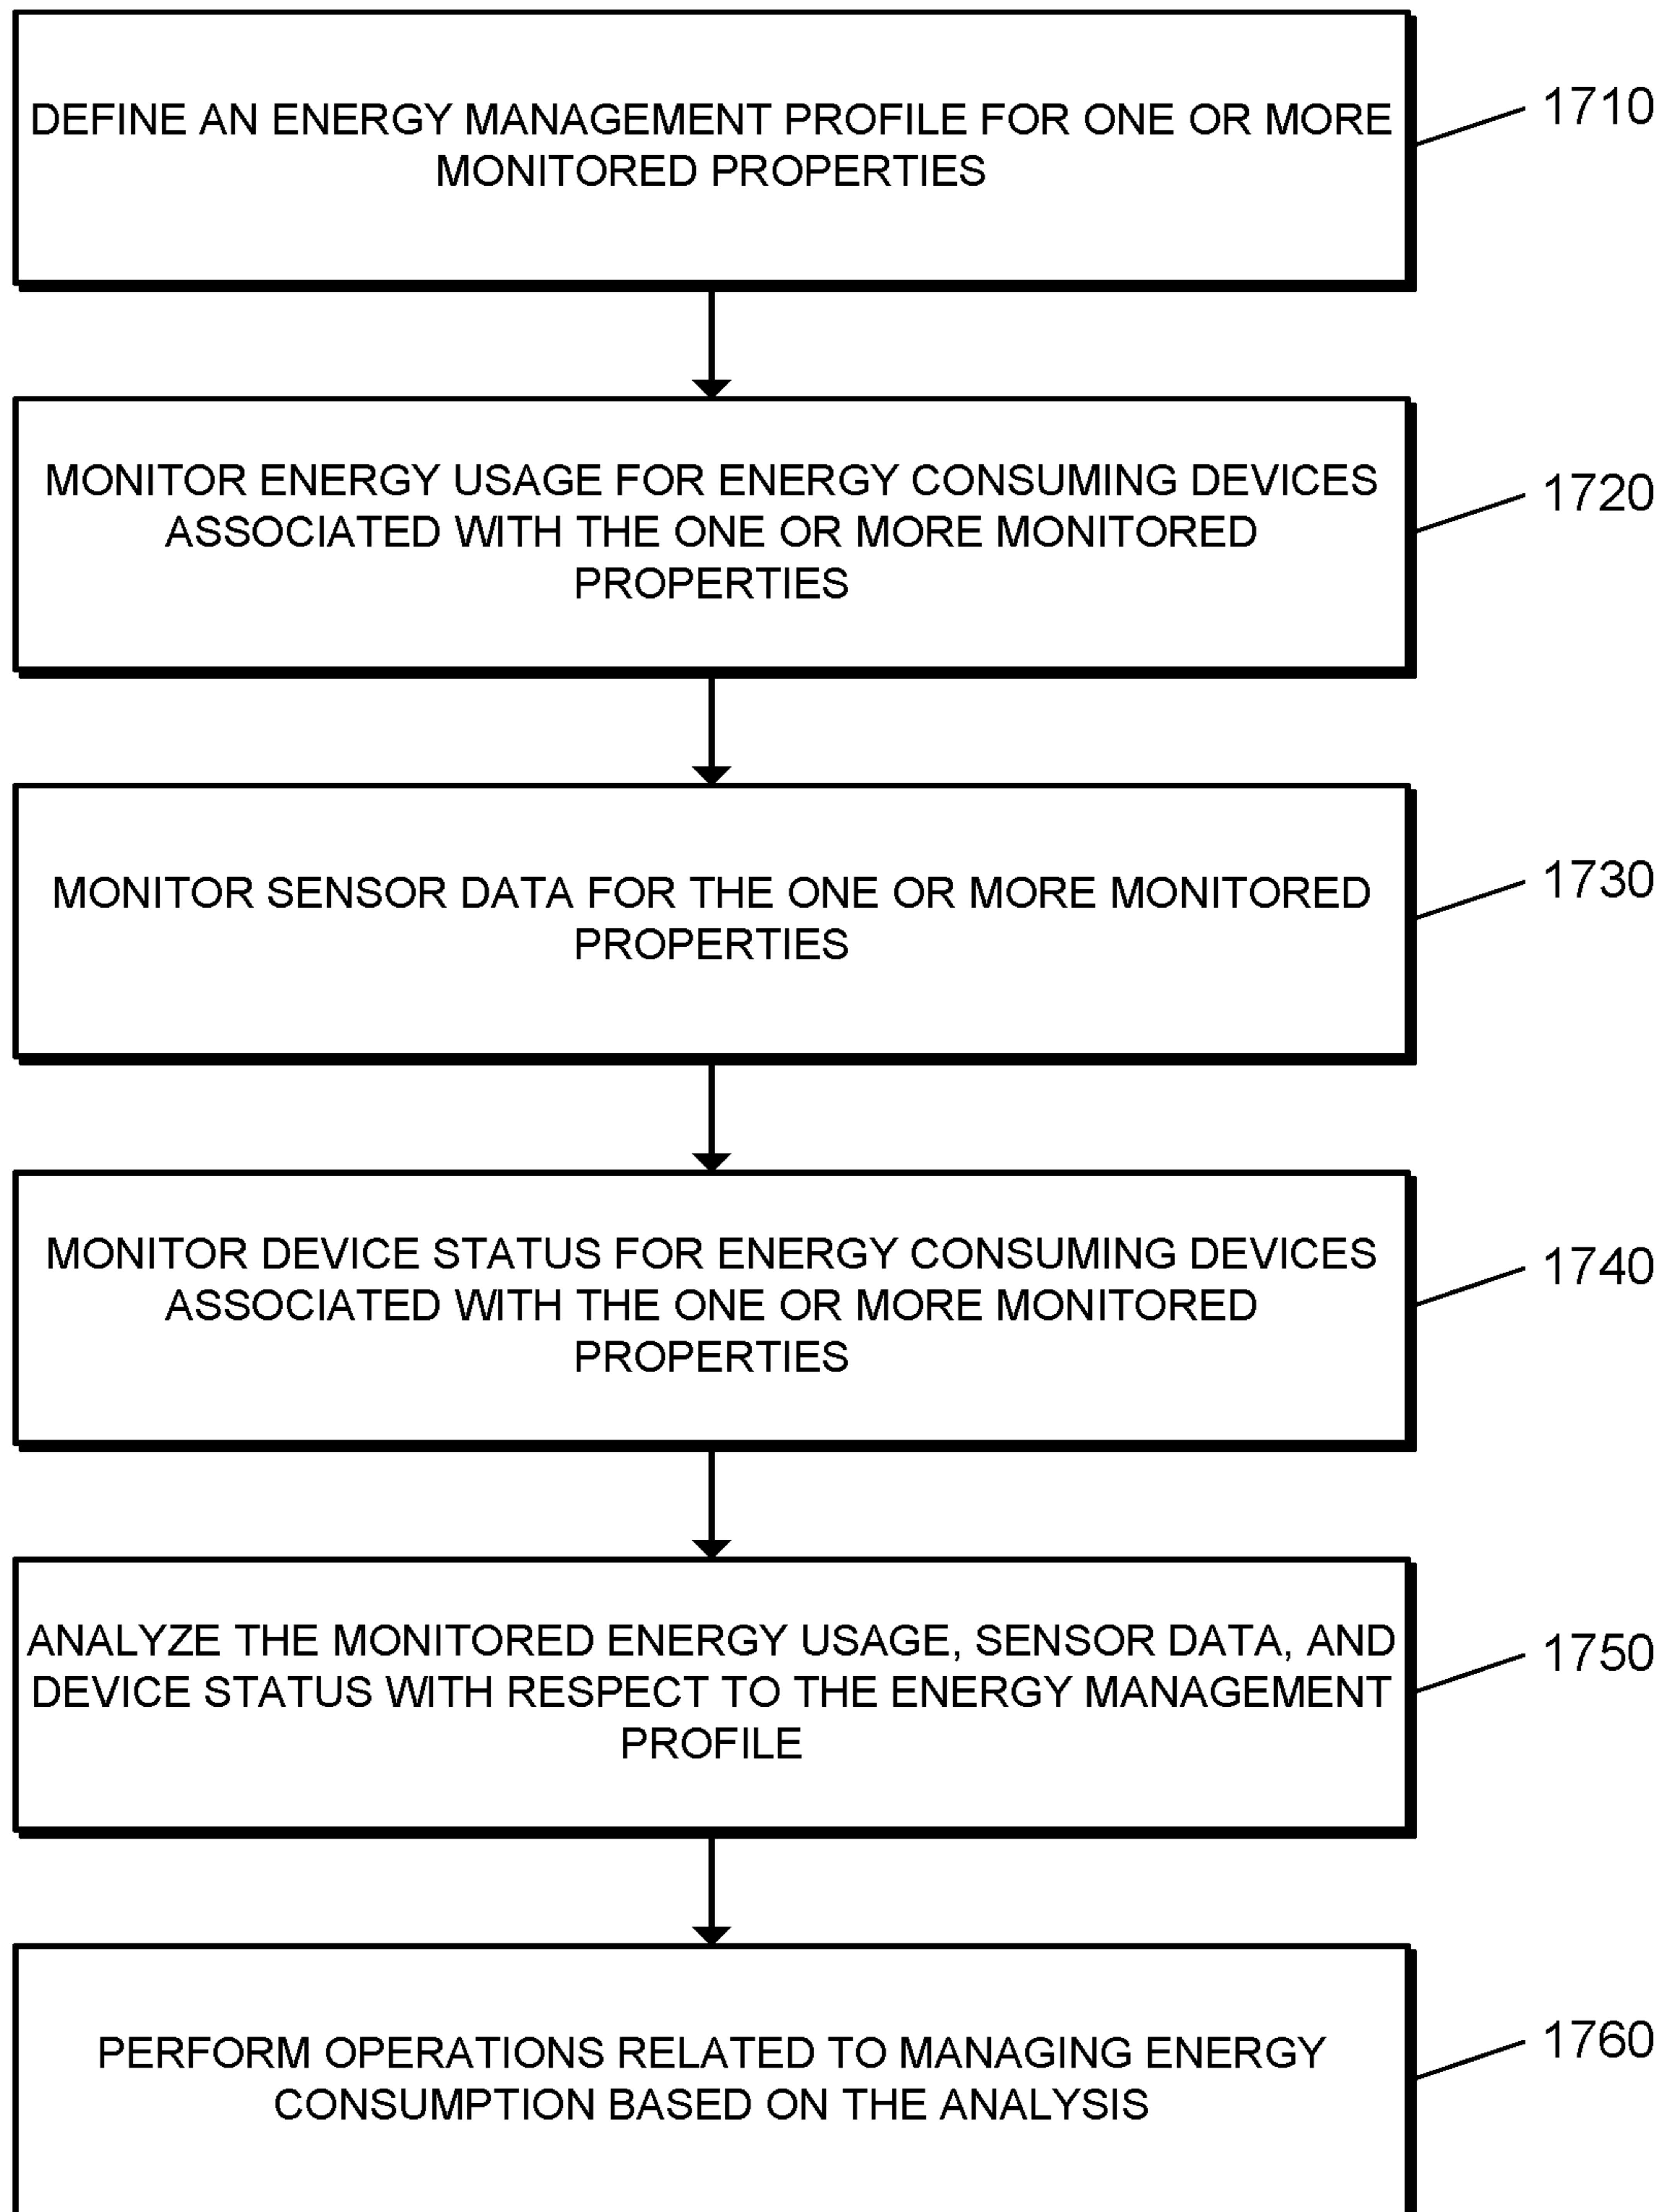 DEFINE AN ENERGY MANAGEMENT PROFILE FOR ONE OR MORE
MONITORED PROPERTIES
1710
MONITOR ENERGY USAGE FOR ENERGY CONSUMING DEVICES
ASSOCIATED WITH THE ONE OR MORE MONITORED
PROPERTIES
1720
MONITOR SENSOR DATA FOR THE ONE OR MORE MONITORED
PROPERTIES
1730
MONITOR DEVICE STATUS FOR ENERGY CONSUMING DEVICES
ASSOCIATED WITH THE ONE OR MORE MONITORED
PROPERTIES
1740
ANALYZE THE MONITORED ENERGY USAGE, SENSOR DATA, AND
DEVICE STATUS WITH RESPECT TO THE ENERGY MANAGEMENT
PROFILE
1750
PERFORM OPERATIONS RELATED TO MANAGING ENERGY
CONSUMPTION BASED ON THE ANALYSIS
1760